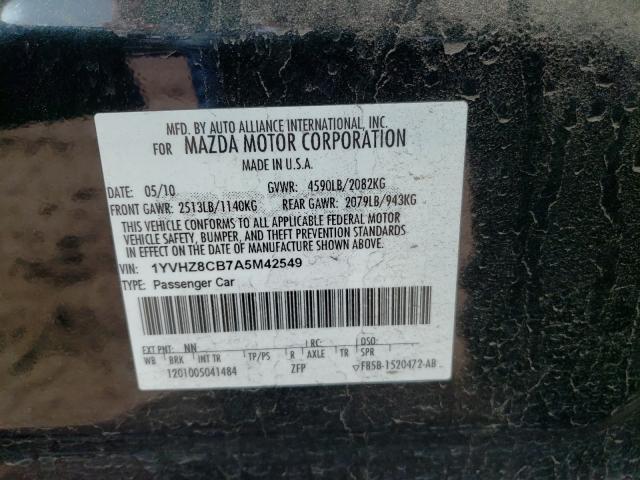 MFD. BY AUTO ALLIANCE INTERNATIONAL, INC.
FOR MAZDA MOTOR CORPORATION
MADE IN U.S.A.
DATE: 05/10 GVWR: 4590LB/2082KG
FRONT GAWR: 2513LB/1140KG REAR GAWR: 2079LB/943KG
THIS VEHICLE CONFORMS TO ALL APPLICABLE FEDERAL MOTOR
VEHICLE SAFETY, BUMPER, AND THEFT PREVENTION STANDARDS
IN EFFECT ON THE DATE OF MANUFACTURE SHOWN ABOVE.
VIN: 1YVHZ8CB7A5M42549
TYPE: Passenger Car
EXT PNT: NN RC: DSO:
WB BRK INT TR TP/PS R AXLE TR SPR
1201005041484 ZFP ▽F85B-1520472-AB